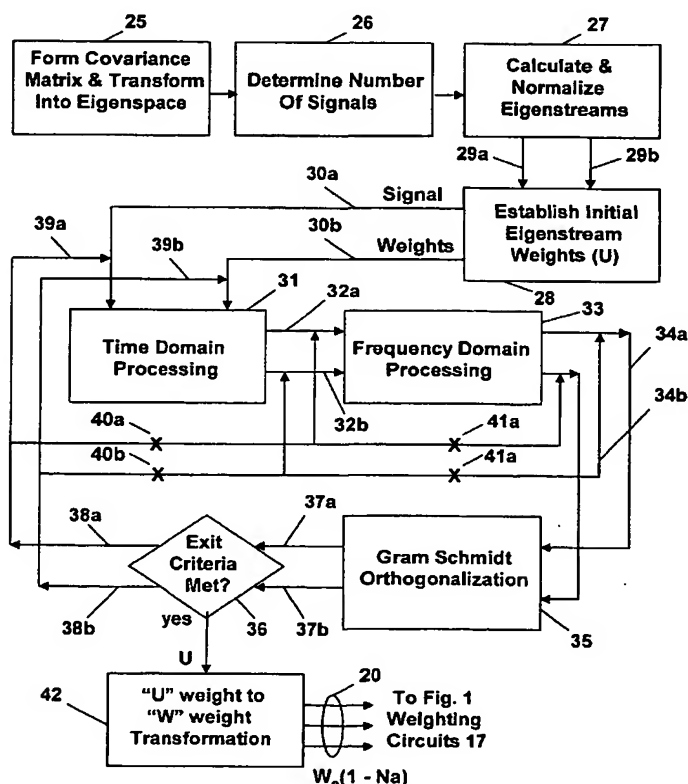 25
26
27
Form Covariance
Matrix & Transform
Into Eigenspace
Determine Number
Of Signals
Calculate &
Normalize
Eigenstreams
29a
29b
30a
Signal
39a
39b
30b
Weights
Establish Initial
Eigenstream
Weights (U)
28
31
32a
33
Time Domain
Processing
Frequency Domain
Processing
34a
34b
32b
40a
X
41a
X
40b
X
41a
X
38a
Exit
Criteria
Met?
37a
Gram Schmidt
Orthogonalization
38b
yes
36
37b
35
U
42
"U" weight to
"W" weight
Transformation
20
To Fig. 1
Weighting
Circuits 17
Wc(1 - Na)